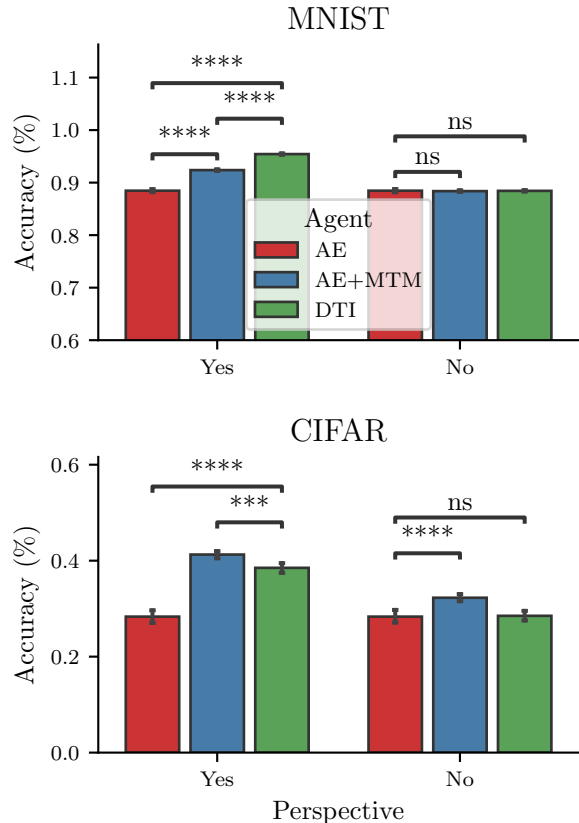 MNIST
Accuracy (%)
1.1
1.0
0.9
0.8
0.7
0.6
****
****
****
ns
ns
Agent
AE
AE+MTM
DTI
Yes
No
CIFAR
Accuracy (%)
0.6
0.4
0.2
0.0
****
***
ns
****
Yes
No
Perspective